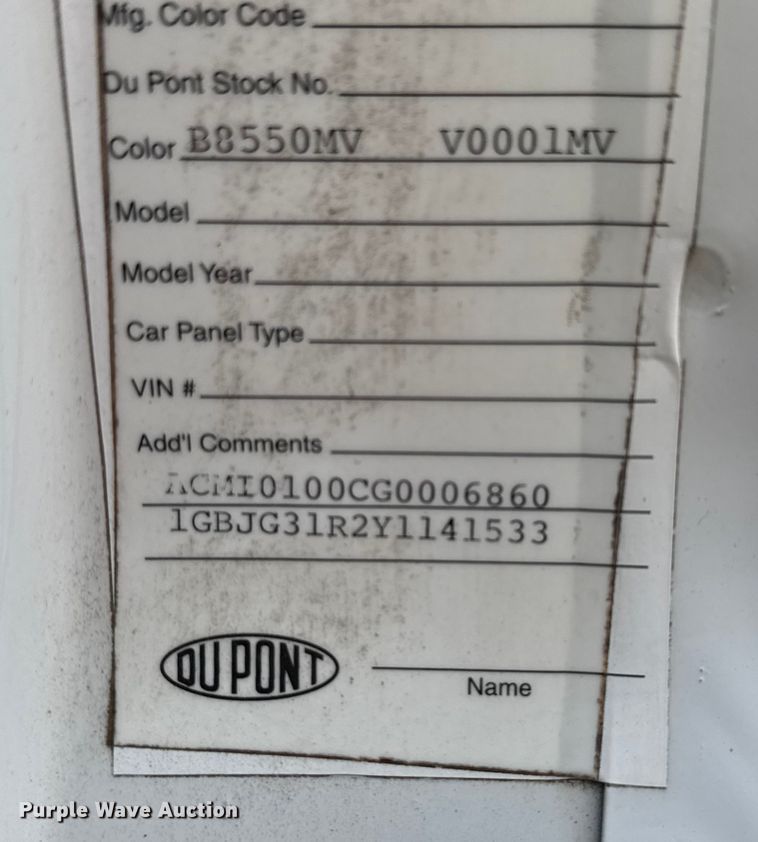 Mfg. Color Code
Du Pont Stock No.
Color B8550MV V0001MV
Model
Model Year
Car Panel Type
VIN #
Add'l Comments
ACMI0100CG0006860
1GBJG31R2Y1141533
DU PONT
Name
Purple Wave Auction